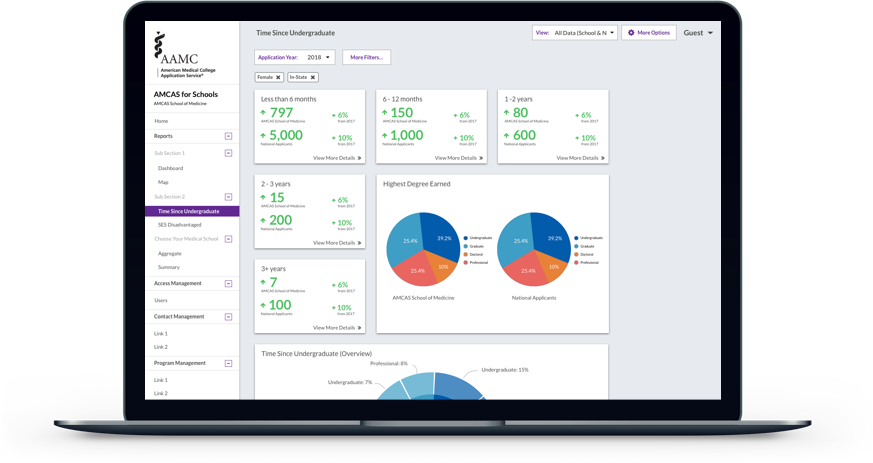 AAMC
American Medical College
Application Service®
AMCAS for Schools
AMCAS School of Medicine
Home
Reports
Sub Section 1
Dashboard
Map
Sub Section 2
Time Since Undergraduate
SES Disadvantaged
Choose Your Medical School
Aggregate
Summary
Access Management
Users
Contact Management
Link 1
Link 2
Program Management
Link 1
Link 2
Time Since Undergraduate
View: All Data (School & N
More Options
Guest
Application Year: 2018
More Filters...
Female
In-State
Less than 6 months
797 + 6%
AMCAS School of Medicine from 2017
5,000 + 10%
National Applicants from 2017
View More Details
6 - 12 months
150 + 6%
AMCAS School of Medicine from 2017
1,000 + 10%
National Applicants from 2017
View More Details
1 -2 years
80 + 6%
AMCAS School of Medicine from 2017
600 + 10%
National Applicants from 2017
View More Details
2 - 3 years
15 + 6%
AMCAS School of Medicine from 2017
200 + 10%
National Applicants from 2017
View More Details
3+ years
7 + 6%
AMCAS School of Medicine from 2017
100 + 10%
National Applicants from 2017
View More Details
Highest Degree Earned
39.2%
25.4%
10%
25.4%
Undergraduate
Graduate
Doctoral
Professional
AMCAS School of Medicine
39.2%
25.4%
10%
25.4%
Undergraduate
Graduate
Doctoral
Professional
National Applicants
Time Since Undergraduate (Overview)
Professional: 8%
Undergraduate: 15%
Undergraduate: 7%